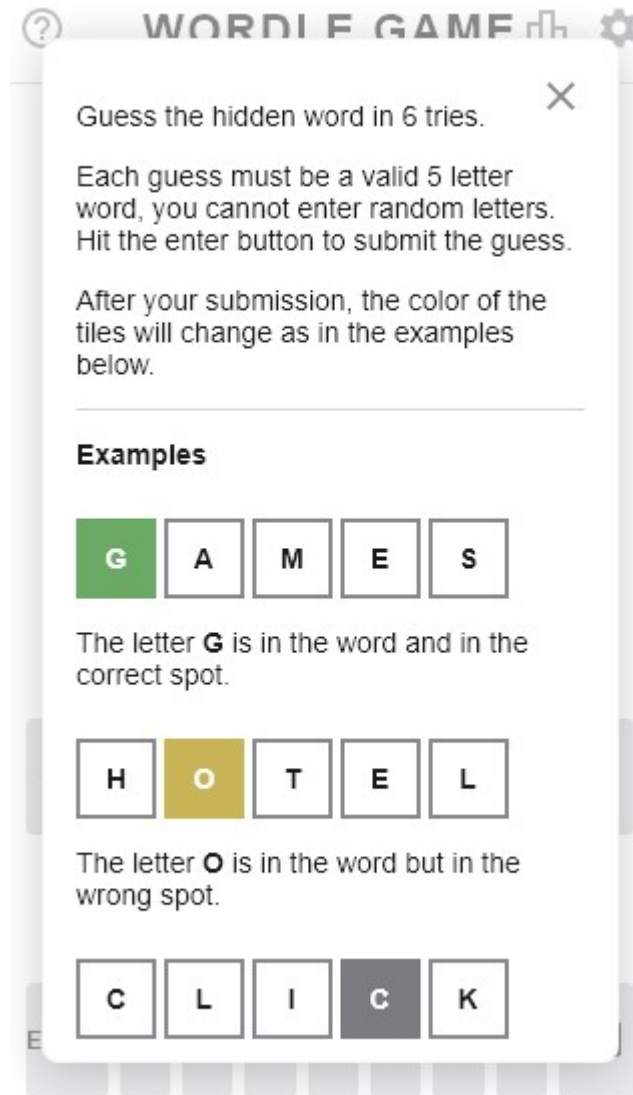 ?
WORDLE GAME
Guess the hidden word in 6 tries.
Each guess must be a valid 5 letter
word, you cannot enter random letters.
Hit the enter button to submit the guess.
After your submission, the color of the
tiles will change as in the examples
below.
Examples
G A M E S
The letter G is in the word and in the
correct spot.
H O T E L
The letter O is in the word but in the
wrong spot.
C L I C K
E